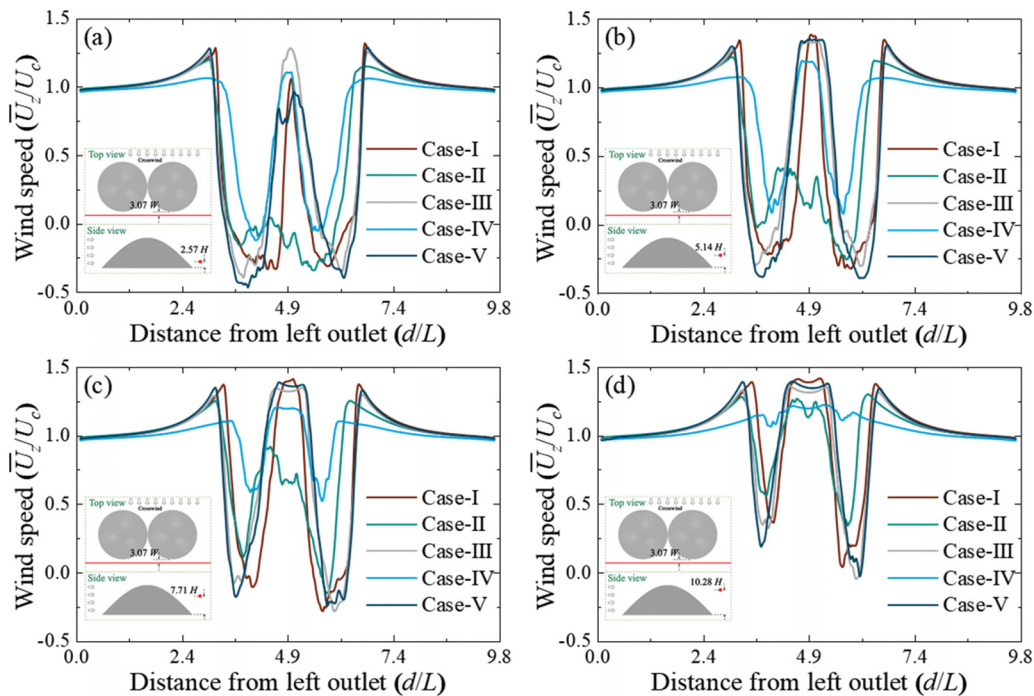 (a)
1.5
1.0
0.5
0.0
-0.5
Wind speed (U̅z/Uc)
Top view
Crosswind
3.07 W
Side view
2.57 H
Case-I
Case-II
Case-III
Case-IV
Case-V
0.0 2.4 4.9 7.4 9.8
Distance from left outlet (d/L)
(b)
1.5
1.0
0.5
0.0
-0.5
Wind speed (U̅z/Uc)
Top view
Crosswind
3.07 W
Side view
5.14 H
Case-I
Case-II
Case-III
Case-IV
Case-V
0.0 2.4 4.9 7.4 9.8
Distance from left outlet (d/L)
(c)
1.5
1.0
0.5
0.0
-0.5
Wind speed (U̅z/Uc)
Top view
Crosswind
3.07 W
Side view
7.71 H
Case-I
Case-II
Case-III
Case-IV
Case-V
0.0 2.4 4.9 7.4 9.8
Distance from left outlet (d/L)
(d)
1.5
1.0
0.5
0.0
-0.5
Wind speed (U̅z/Uc)
Top view
Crosswind
3.07 W
Side view
10.28 H
Case-I
Case-II
Case-III
Case-IV
Case-V
0.0 2.4 4.9 7.4 9.8
Distance from left outlet (d/L)